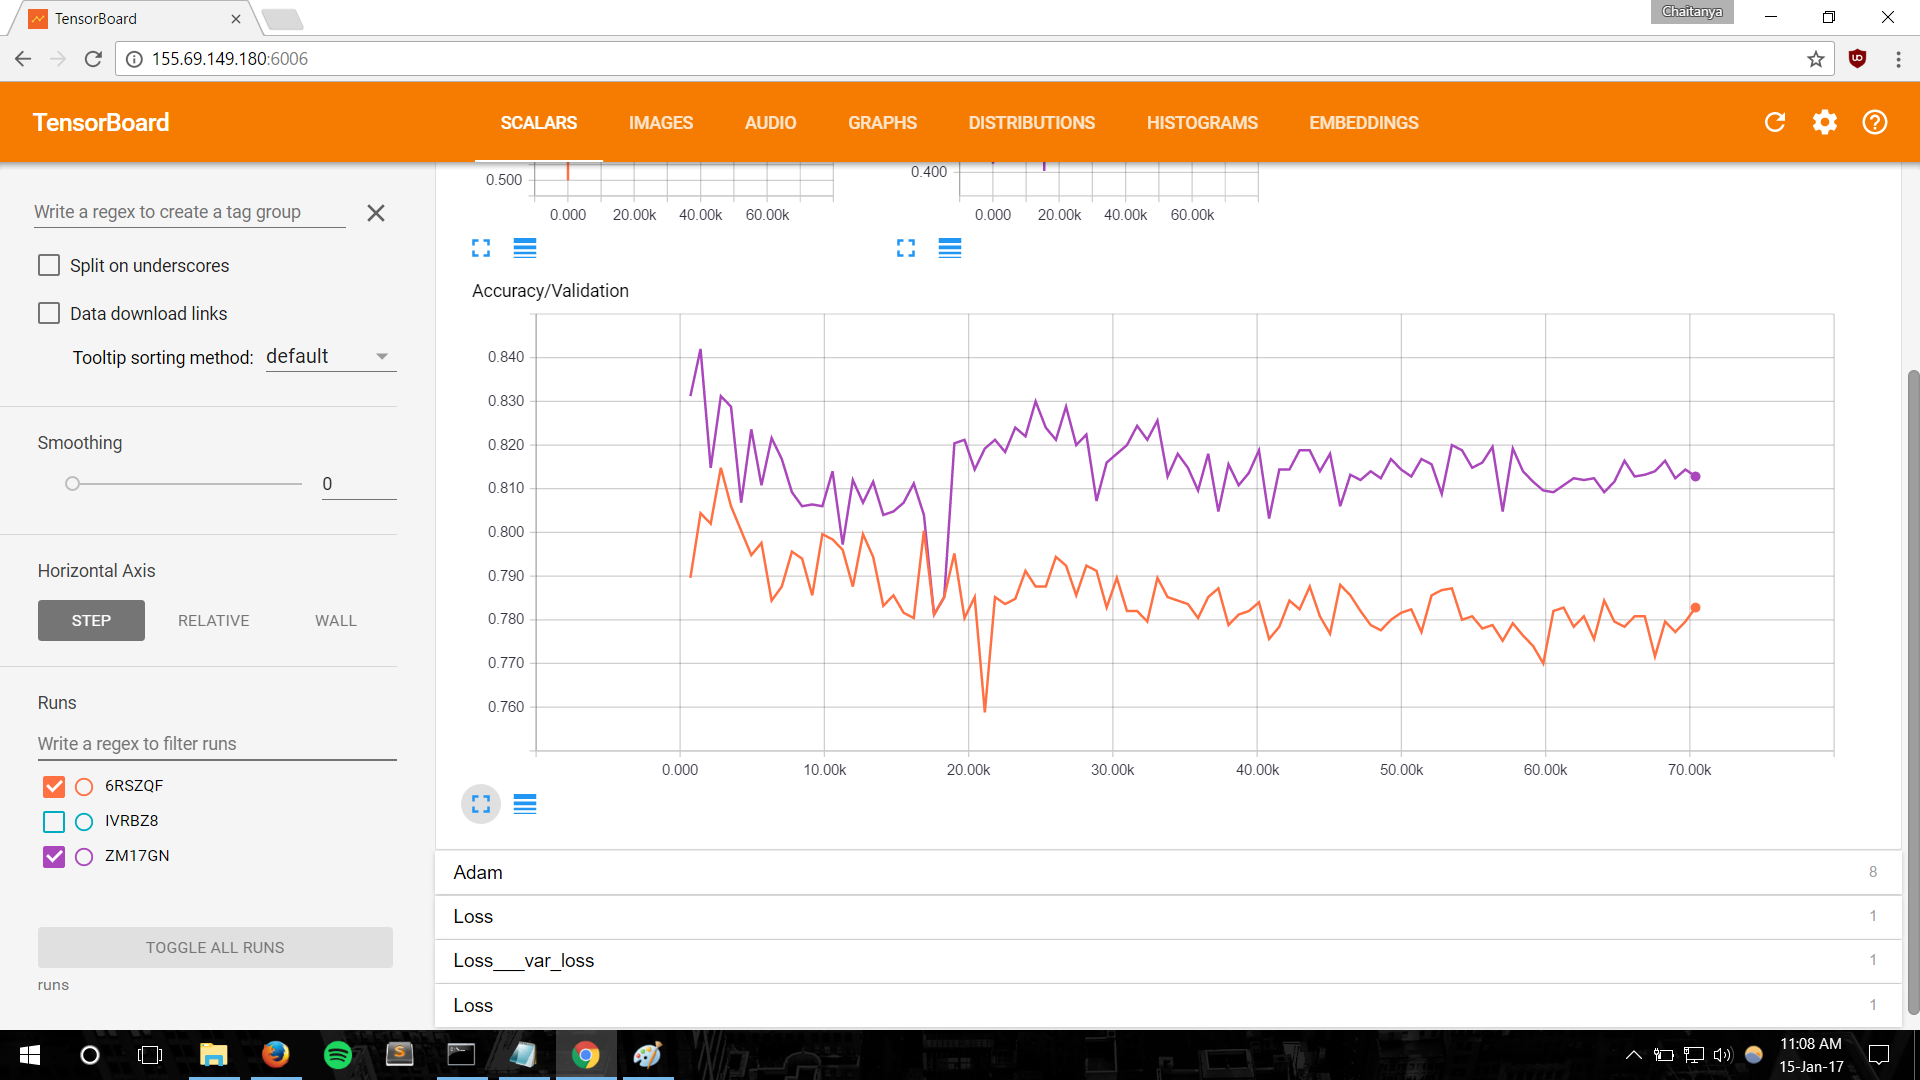 TensorBoard
Chaitanya
155.69.149.180:6006
TensorBoard
SCALARS IMAGES AUDIO GRAPHS DISTRIBUTIONS HISTOGRAMS EMBEDDINGS
Write a regex to create a tag group
Split on underscores
Data download links
Tooltip sorting method: default
Smoothing
0
Horizontal Axis
STEP RELATIVE WALL
Runs
Write a regex to filter runs
6RSZQF
IVRBZ8
ZM17GN
TOGGLE ALL RUNS
runs
0.500
0.000 20.00k 40.00k 60.00k
0.400
0.000 20.00k 40.00k 60.00k
Accuracy/Validation
0.840
0.830
0.820
0.810
0.800
0.790
0.780
0.770
0.760
0.000 10.00k 20.00k 30.00k 40.00k 50.00k 60.00k 70.00k
Adam 8
Loss 1
Loss___var_loss 1
Loss 1
11:08 AM
15-Jan-17